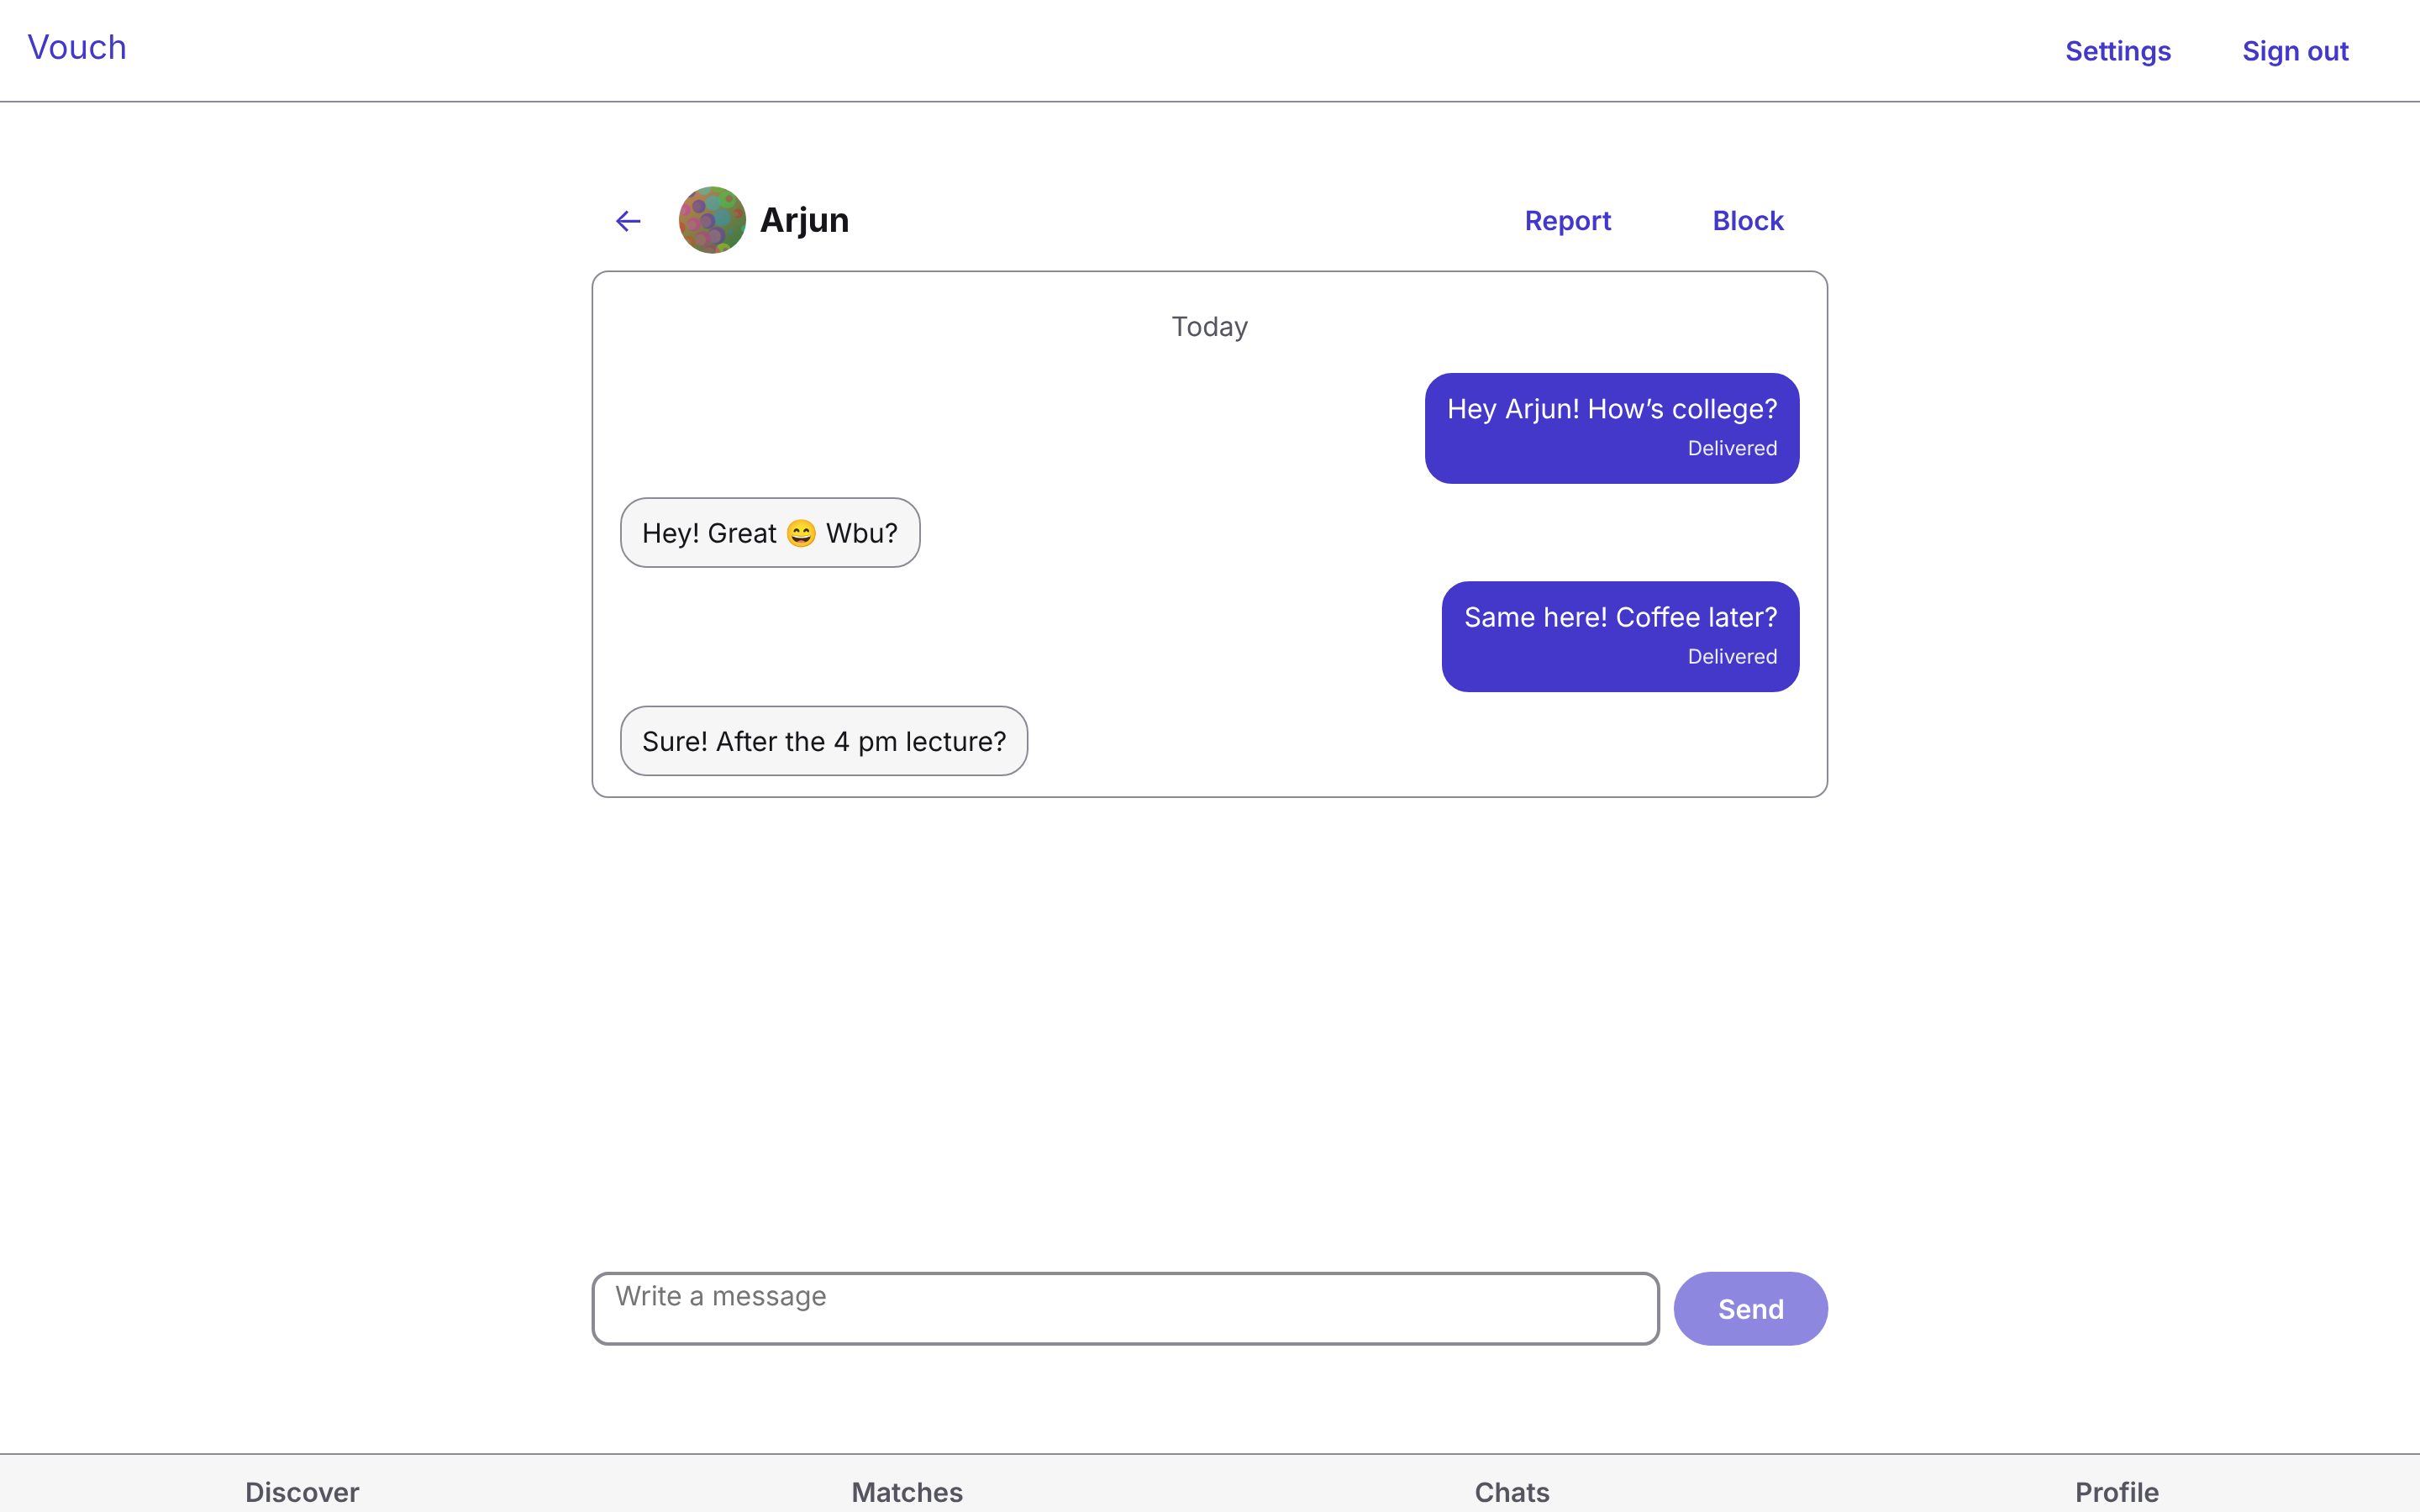 Vouch
Settings
Sign out
Arjun
Report
Block
Today
Hey Arjun! How’s college?
Delivered
Hey! Great 😄 Wbu?
Same here! Coffee later?
Delivered
Sure! After the 4 pm lecture?
Write a message
Send
Discover
Matches
Chats
Profile